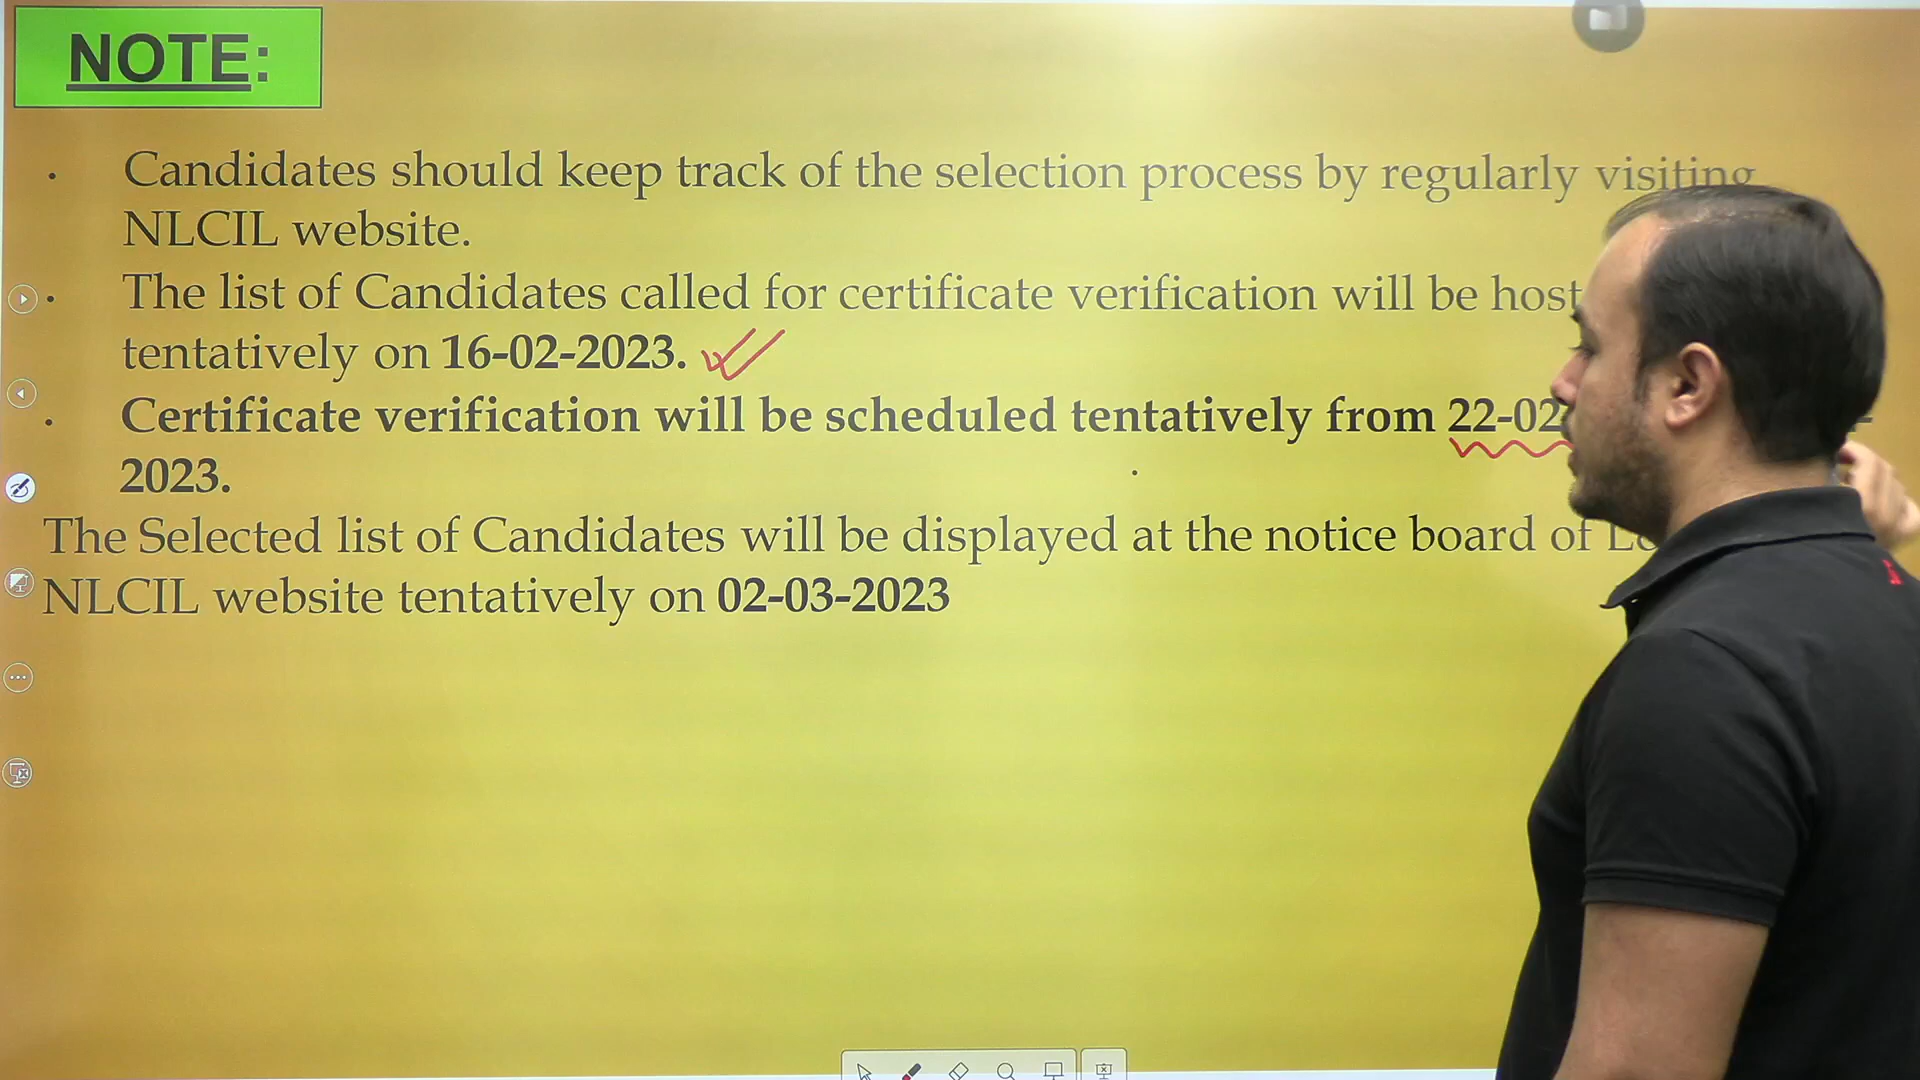 NOTE:
Candidates should keep track of the selection process by regularly visiting
NLCIL website.
The list of Candidates called for certificate verification will be
tentatively on 16-02-2023.
Certificate verification will be scheduled tentatively from 22-02
2023.
The Selected list of Candidates will be displayed at the notice board of
NLCIL website tentatively on 02-03-2023